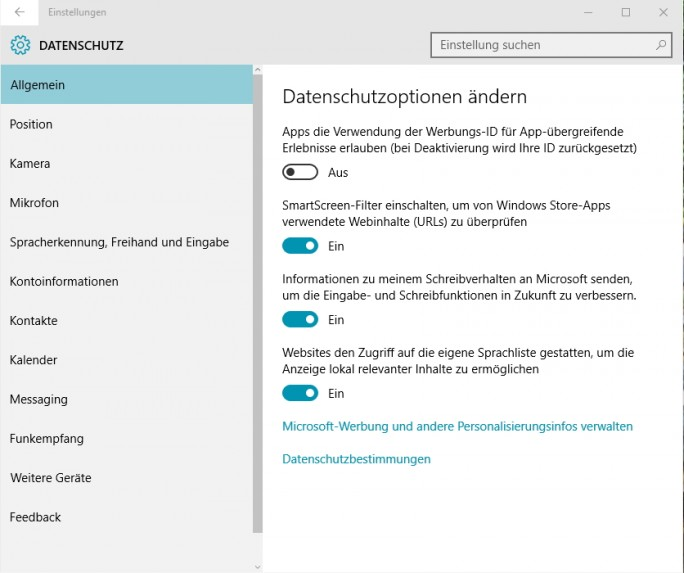 Einstellungen
DATENSCHUTZ
Einstellung suchen
Allgemein
Position
Kamera
Mikrofon
Spracherkennung, Freihand und Eingabe
Kontoinformationen
Kontakte
Kalender
Messaging
Funkempfang
Weitere Geräte
Feedback
Datenschutzoptionen ändern
Apps die Verwendung der Werbungs-ID für App-übergreifende
Erlebnisse erlauben (bei Deaktivierung wird Ihre ID zurückgesetzt)
Aus
SmartScreen-Filter einschalten, um von Windows Store-Apps
verwendete Webinhalte (URLs) zu überprüfen
Ein
Informationen zu meinem Schreibverhalten an Microsoft senden,
um die Eingabe- und Schreibfunktionen in Zukunft zu verbessern.
Ein
Websites den Zugriff auf die eigene Sprachliste gestatten, um die
Anzeige lokal relevanter Inhalte zu ermöglichen
Ein
Microsoft-Werbung und andere Personalisierungsinfos verwalten
Datenschutzbestimmungen